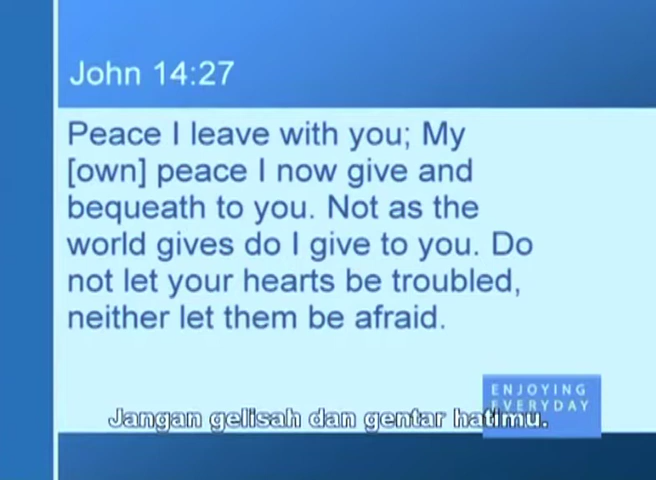 John 14:27
Peace I leave with you; My
[own] peace I now give and
bequeath to you. Not as the
world gives do I give to you. Do
not let your hearts be troubled,
neither let them be afraid.
ENJOYING
EVERYDAY
Jangan gelisah dan gentar hatimu.